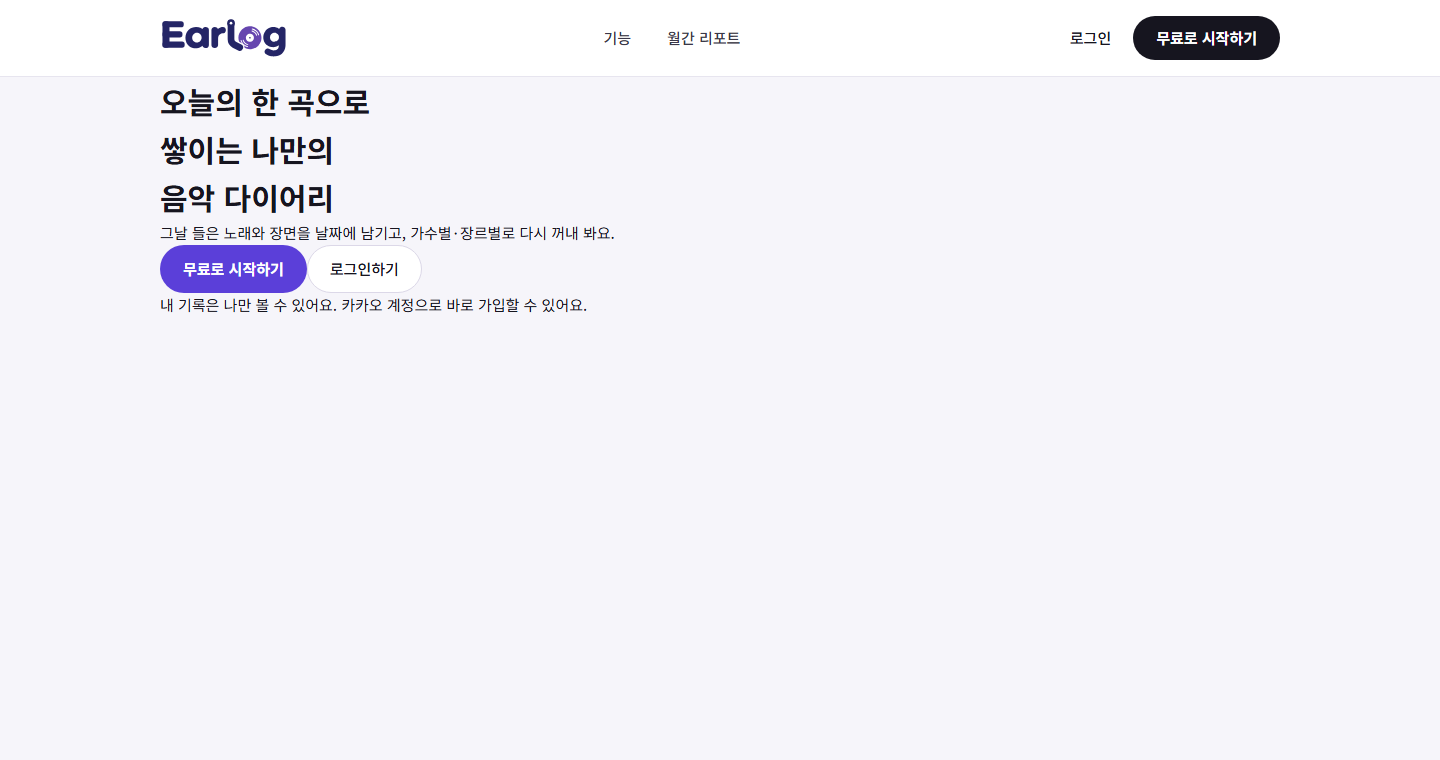 Earlog
기능
월간 리포트
로그인
무료로 시작하기
오늘의 한 곡으로
쌓이는 나만의
음악 다이어리
그날 들은 노래와 장면을 날짜에 남기고, 가수별·장르별로 다시 꺼내 봐요.
무료로 시작하기
로그인하기
내 기록은 나만 볼 수 있어요. 카카오 계정으로 바로 가입할 수 있어요.